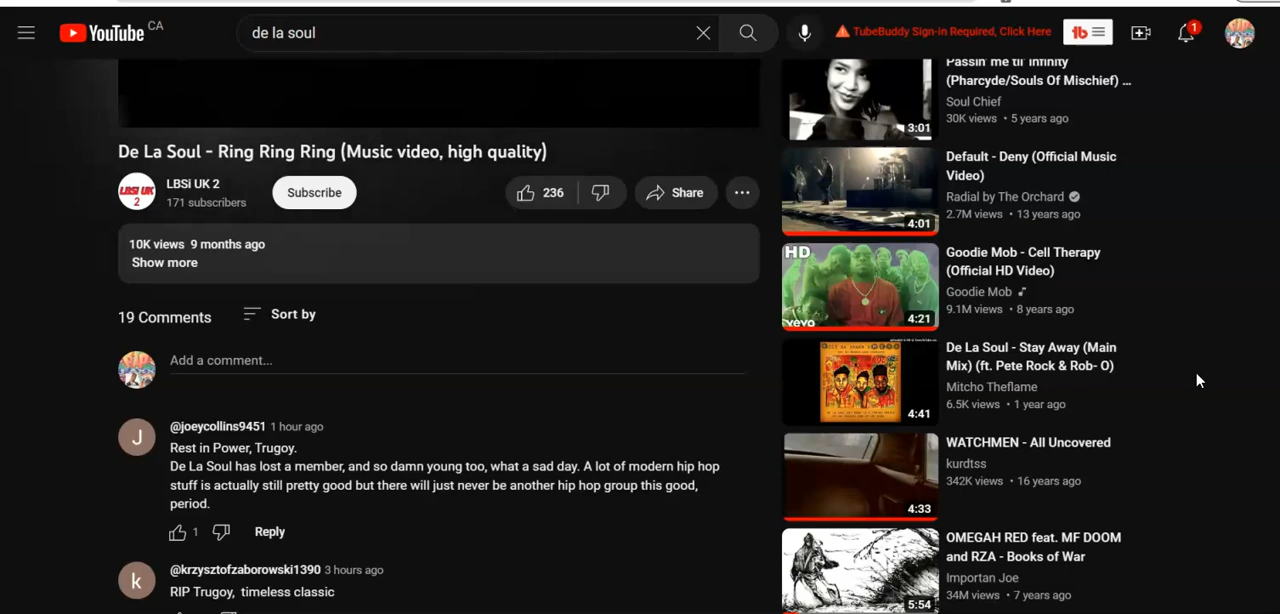 YouTube CA
de la soul
TubeBuddy Sign-in Required, Click Here
tb
1
De La Soul - Ring Ring Ring (Music video, high quality)
LBSI UK 2
LBSi UK 2
171 subscribers
Subscribe
236
Share
10K views 9 months ago
Show more
19 Comments
Sort by
Add a comment...
J
@joeycollins9451 1 hour ago
Rest in Power, Trugoy.
De La Soul has lost a member, and so damn young too, what a sad day. A lot of modern hip hop
stuff is actually still pretty good but there will just never be another hip hop group this good,
period.
1
Reply
k
@krzysztofzaborowski1390 3 hours ago
RIP Trugoy, timeless classic
3:01
Passin' me til' infinity
(Pharcyde/Souls Of Mischief) ...
Soul Chief
30K views • 5 years ago
4:01
Default - Deny (Official Music
Video)
Radial by The Orchard
2.7M views • 13 years ago
HD
vevo
4:21
Goodie Mob - Cell Therapy
(Official HD Video)
Goodie Mob
9.1M views • 8 years ago
4:41
De La Soul - Stay Away (Main
Mix) (ft. Pete Rock & Rob- O)
Mitcho Theflame
6.5K views • 1 year ago
4:33
WATCHMEN - All Uncovered
kurdtss
342K views • 16 years ago
5:54
OMEGAH RED feat. MF DOOM
and RZA - Books of War
Importan Joe
34M views • 7 years ago